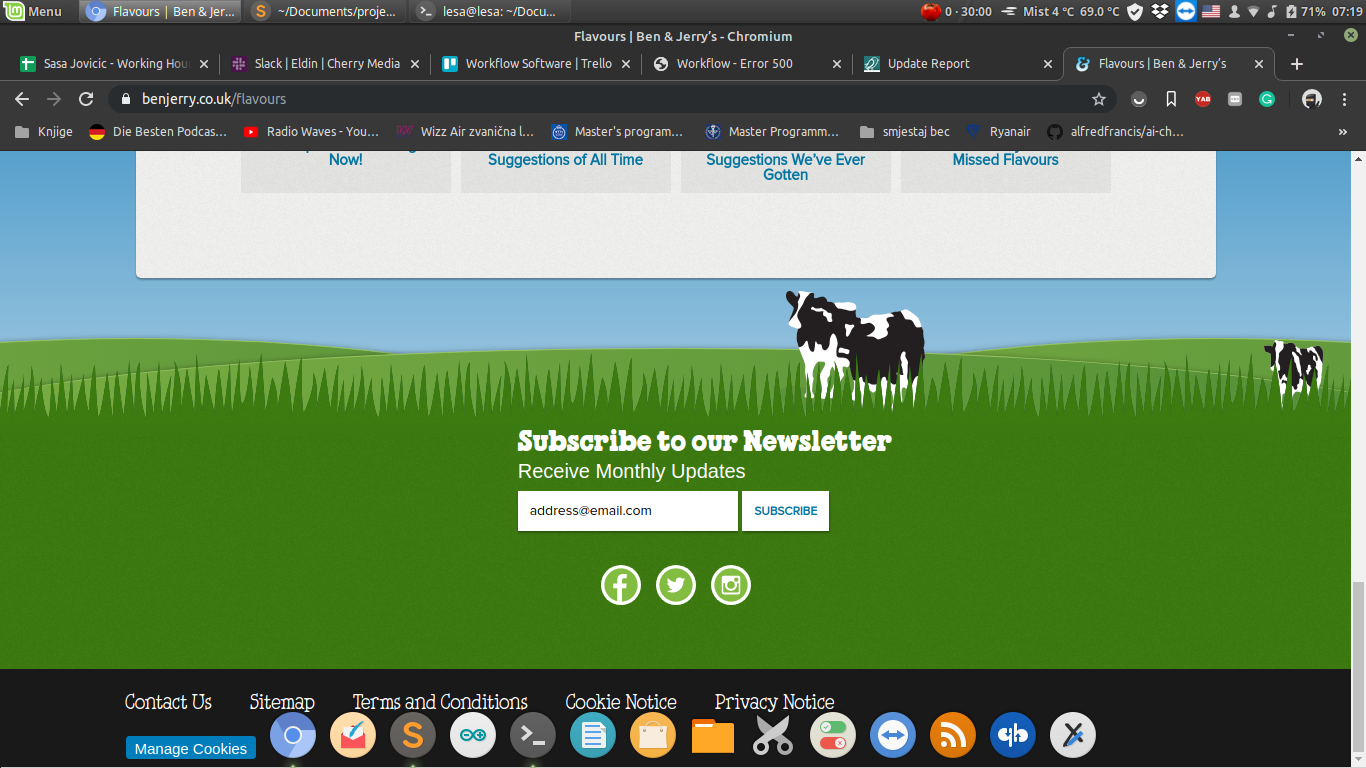 Menu
Flavours | Ben & Jer...
~/Documents/proje...
lesa@lesa: ~/Docu...
0 · 30:00
Mist 4 °C 69.0 °C
71% 07:19
Flavours | Ben & Jerry’s - Chromium
Sasa Jovicic - Working Hou
Slack | Eldin | Cherry Media
Workflow Software | Trello
Workflow - Error 500
Update Report
Flavours | Ben & Jerry’s
benjerry.co.uk/flavours
YAB
Knjige
Die Besten Podcas...
Radio Waves - You...
Wizz Air zvanična l...
Master's program...
Master Programm...
smjestaj bec
Ryanair
alfredfrancis/ai-ch...
»
Now!
Suggestions of All Time
Suggestions We’ve Ever
Gotten
Missed Flavours
Subscribe to our Newsletter
Receive Monthly Updates
address@email.com
SUBSCRIBE
Contact Us
Sitemap
Terms and Conditions
Cookie Notice
Privacy Notice
Manage Cookies